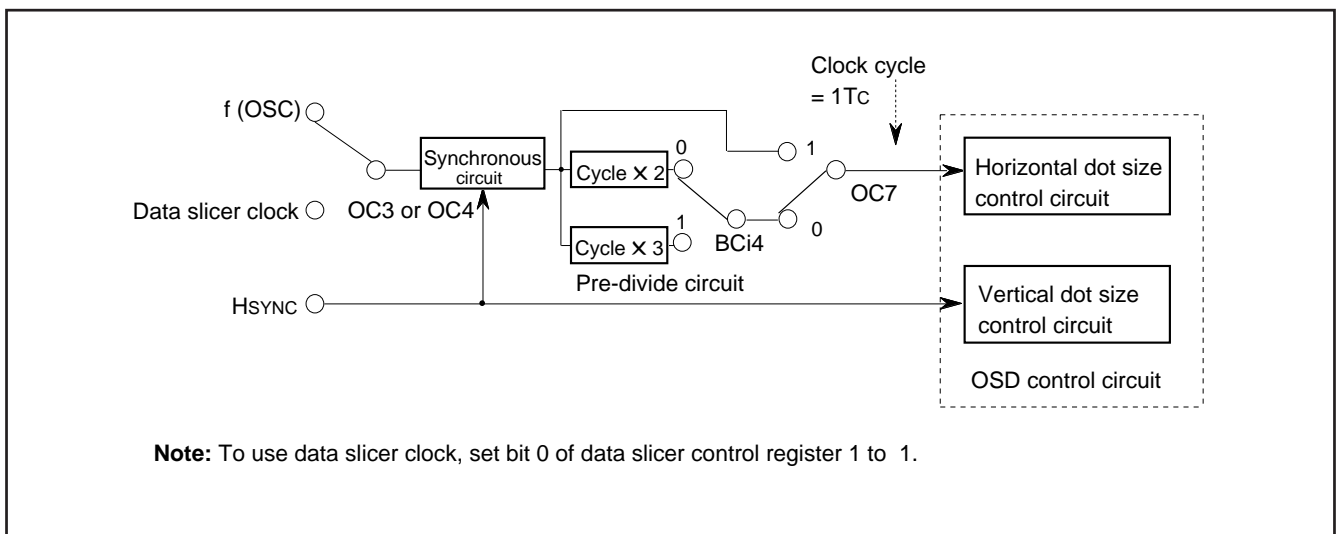 Clock cycle
= 1TC
f (OSC)
Synchronous
circuit
Cycle × 2
0
1
Horizontal dot size
control circuit
Data slicer clock
OC3 or OC4
OC7
Cycle × 3
1
BCi4
0
Pre-divide circuit
HSYNC
Vertical dot size
control circuit
OSD control circuit
Note: To use data slicer clock, set bit 0 of data slicer control register 1 to 1.